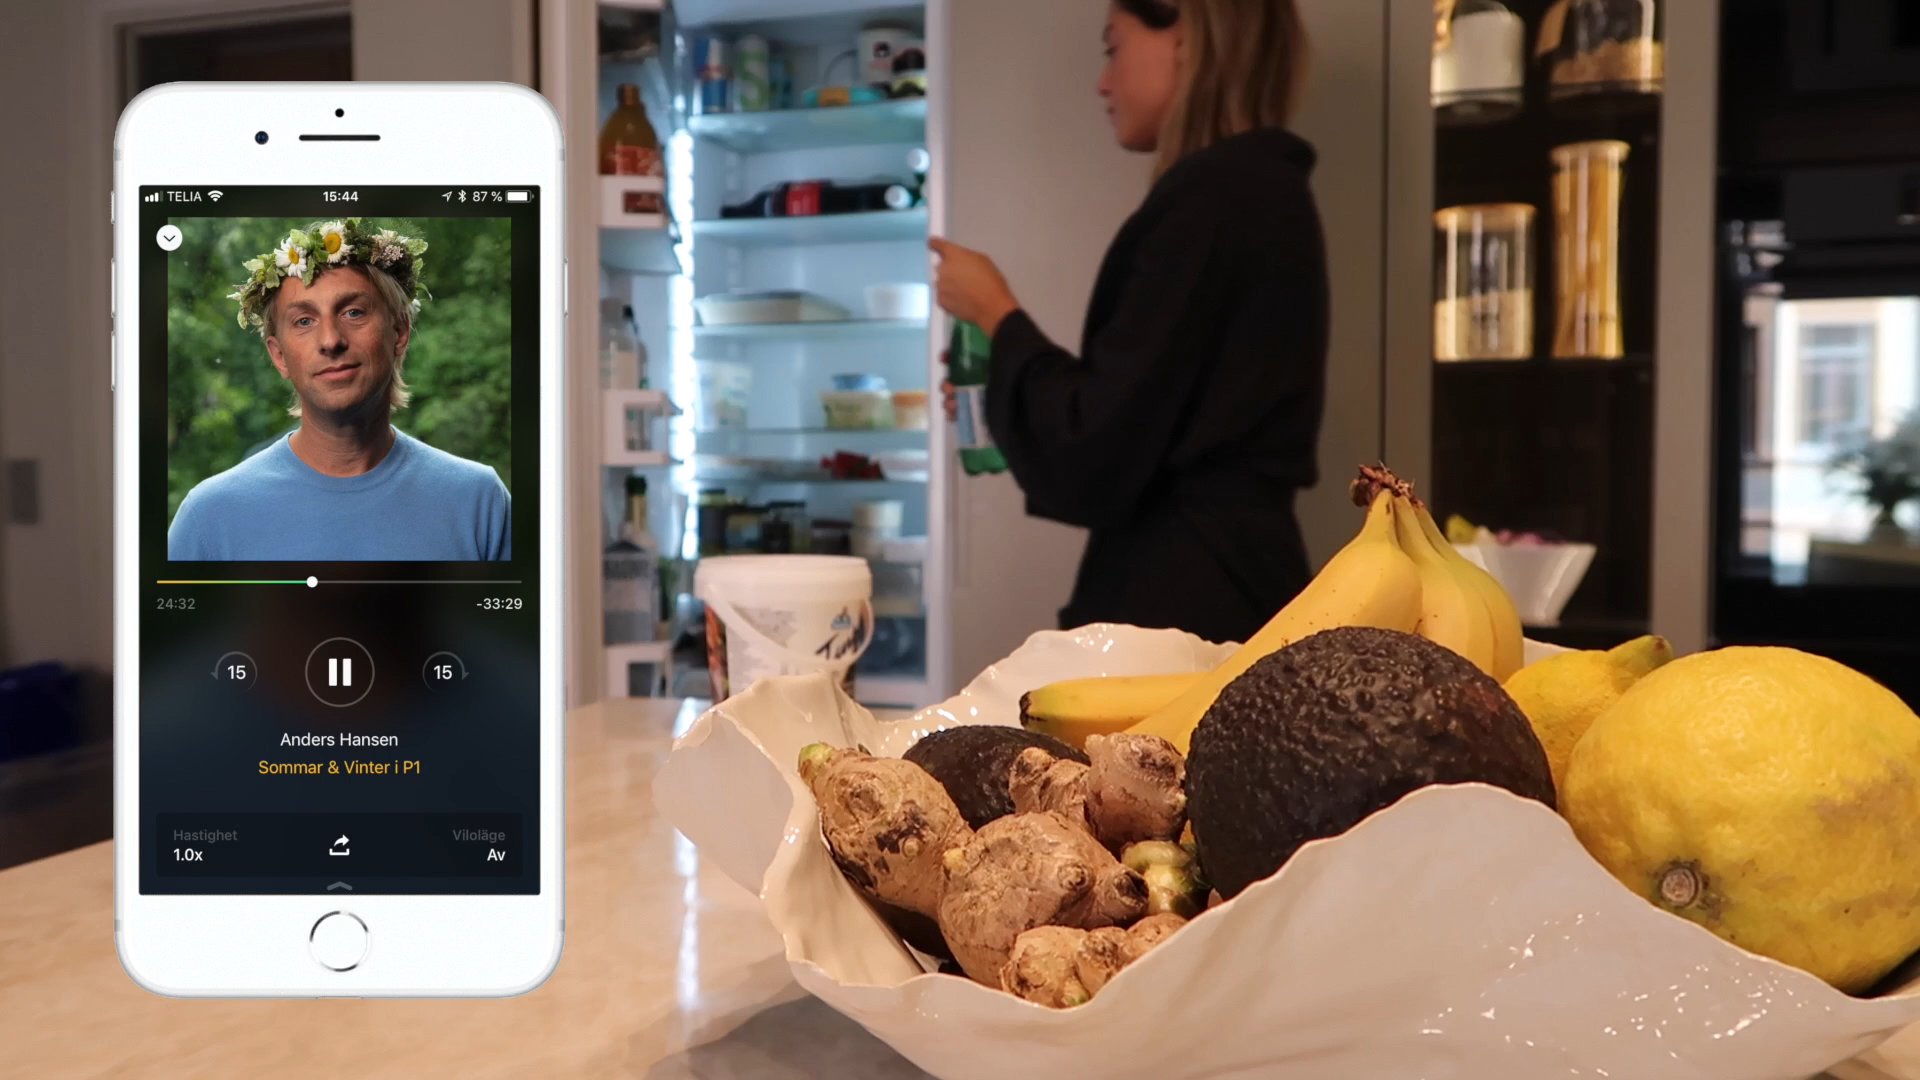 TELIA 15:44 87 %
24:32 -33:29
15 15
Anders Hansen
Sommar & Vinter i P1
Hastighet Viloläge
1.0x Av